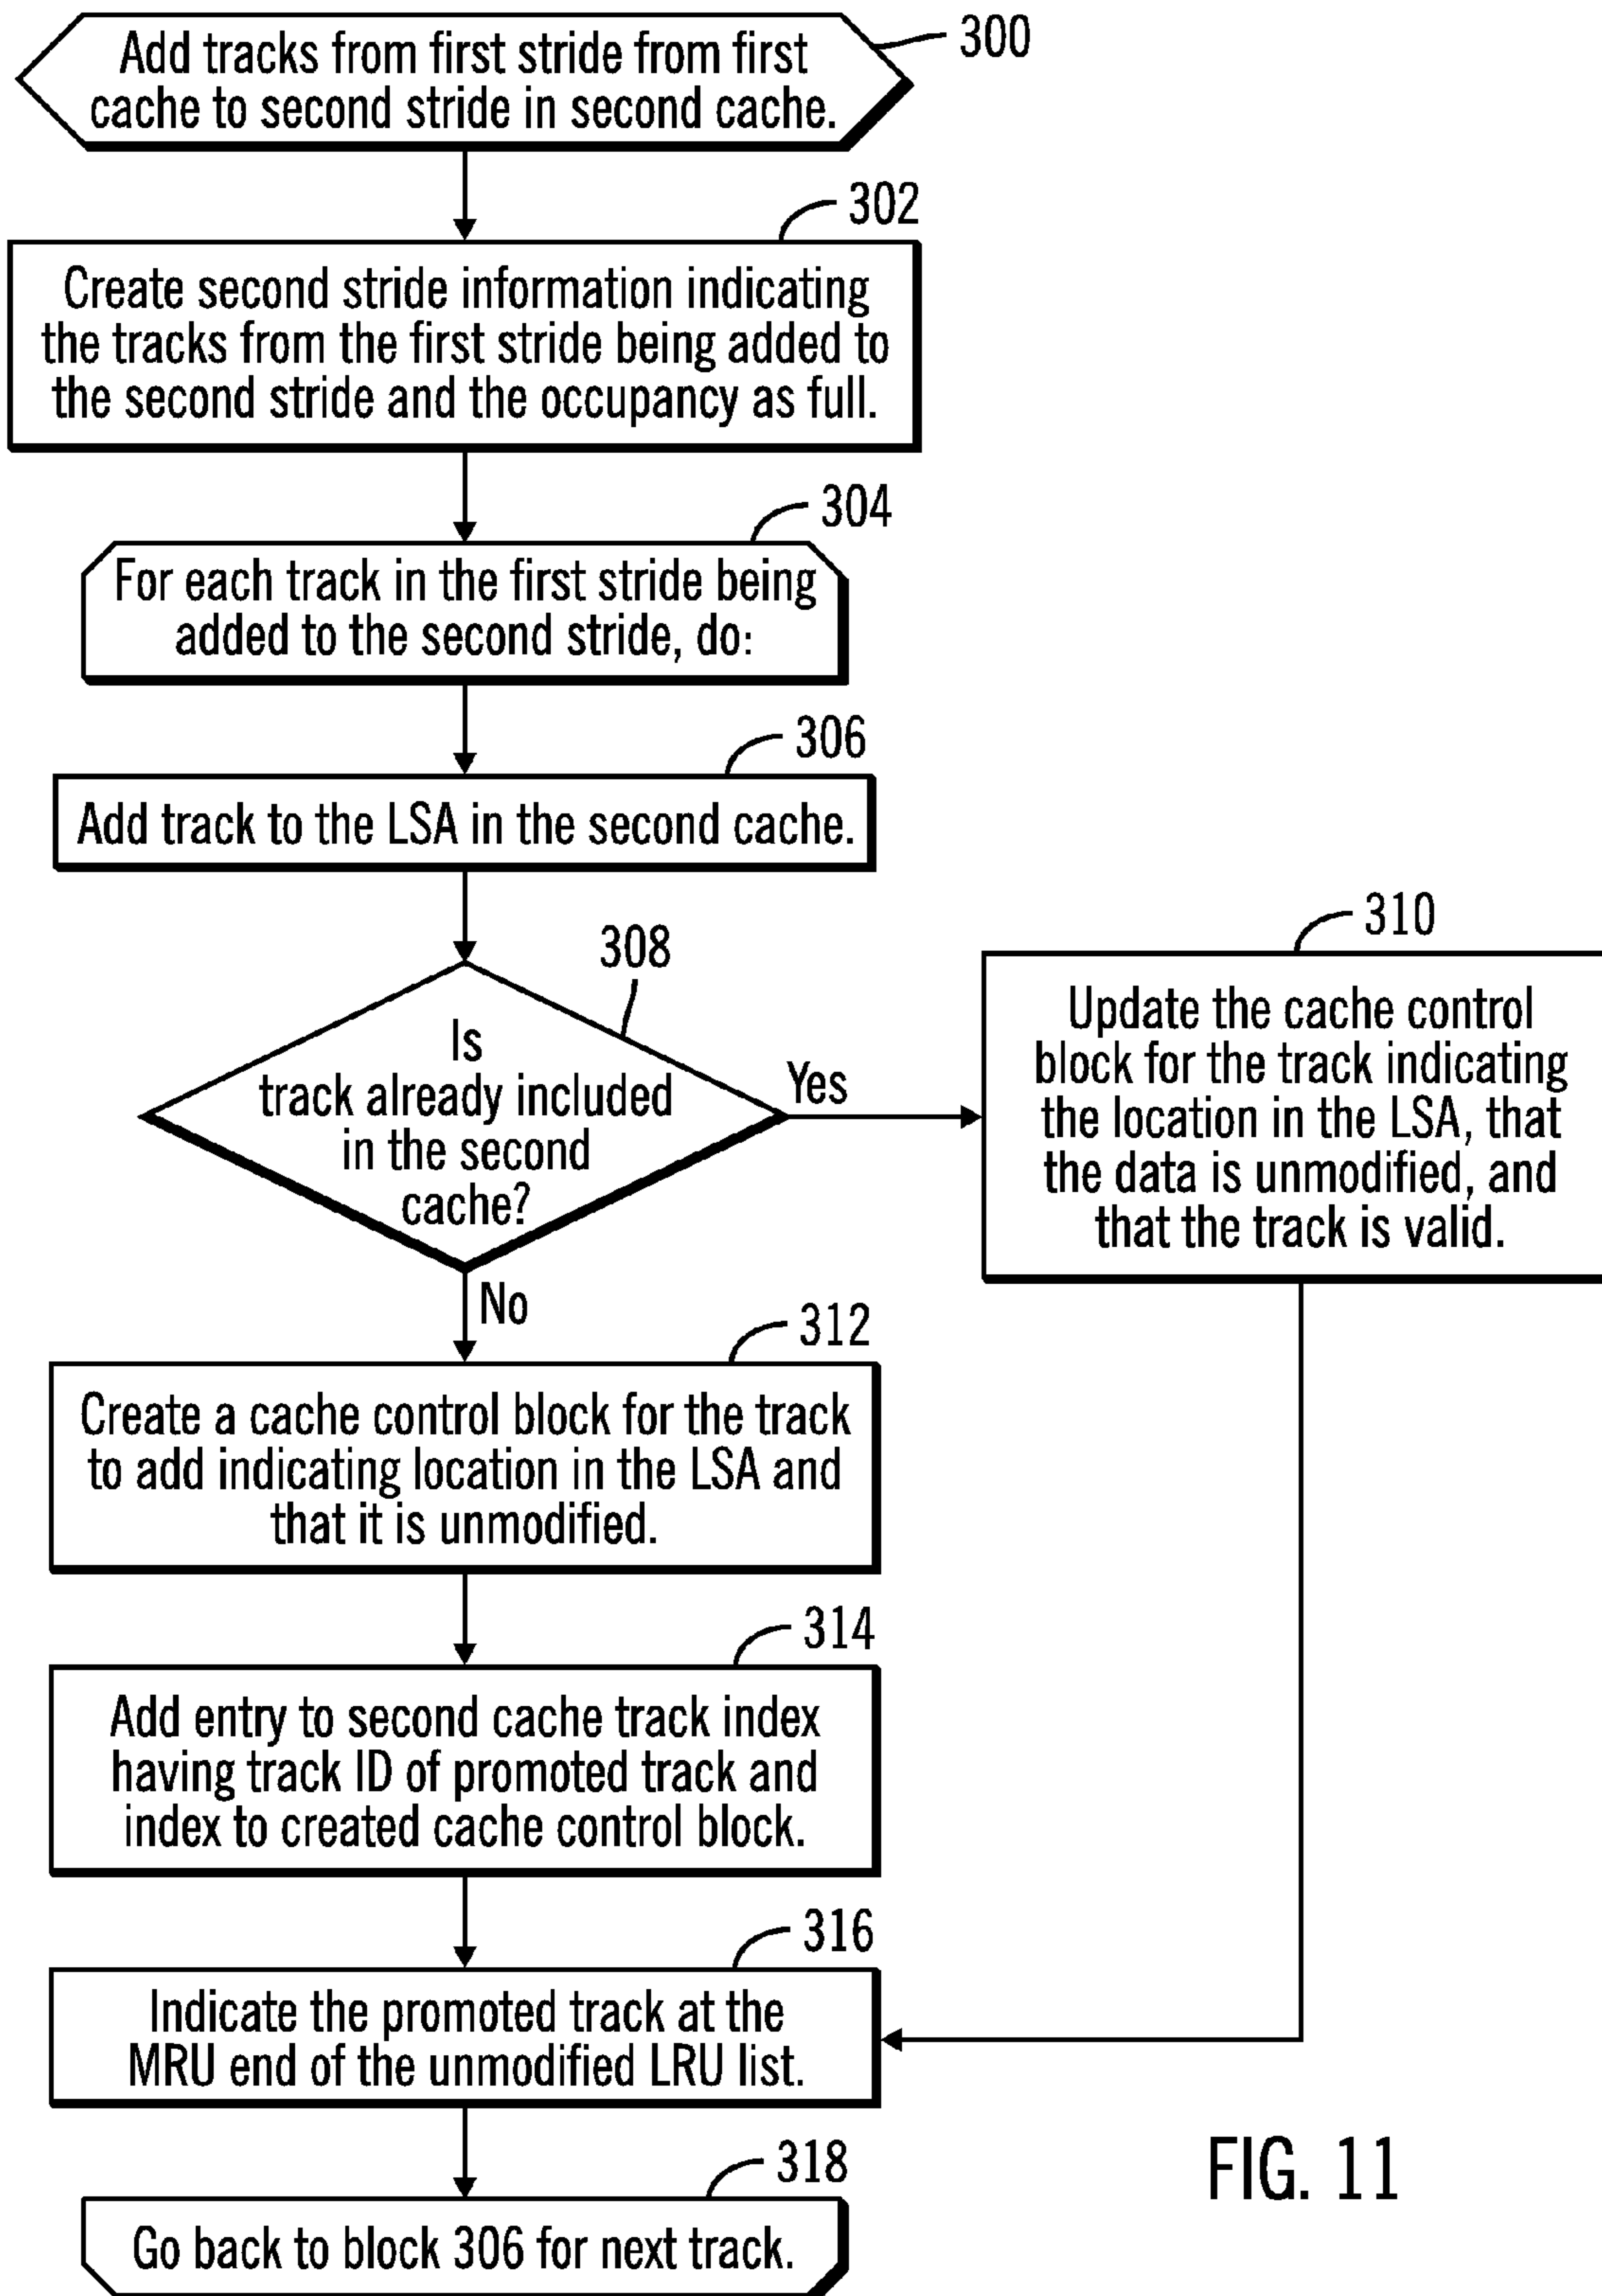 Add tracks from first stride from first
cache to second stride in second cache.
300
302
Create second stride information indicating
the tracks from the first stride being added to
the second stride and the occupancy as full.
304
For each track in the first stride being
added to the second stride, do:
306
Add track to the LSA in the second cache.
308
Is
track already included
in the second
cache?
Yes
No
310
Update the cache control
block for the track indicating
the location in the LSA, that
the data is unmodified, and
that the track is valid.
312
Create a cache control block for the track
to add indicating location in the LSA and
that it is unmodified.
314
Add entry to second cache track index
having track ID of promoted track and
index to created cache control block.
316
Indicate the promoted track at the
MRU end of the unmodified LRU list.
318
Go back to block 306 for next track.
FIG. 11